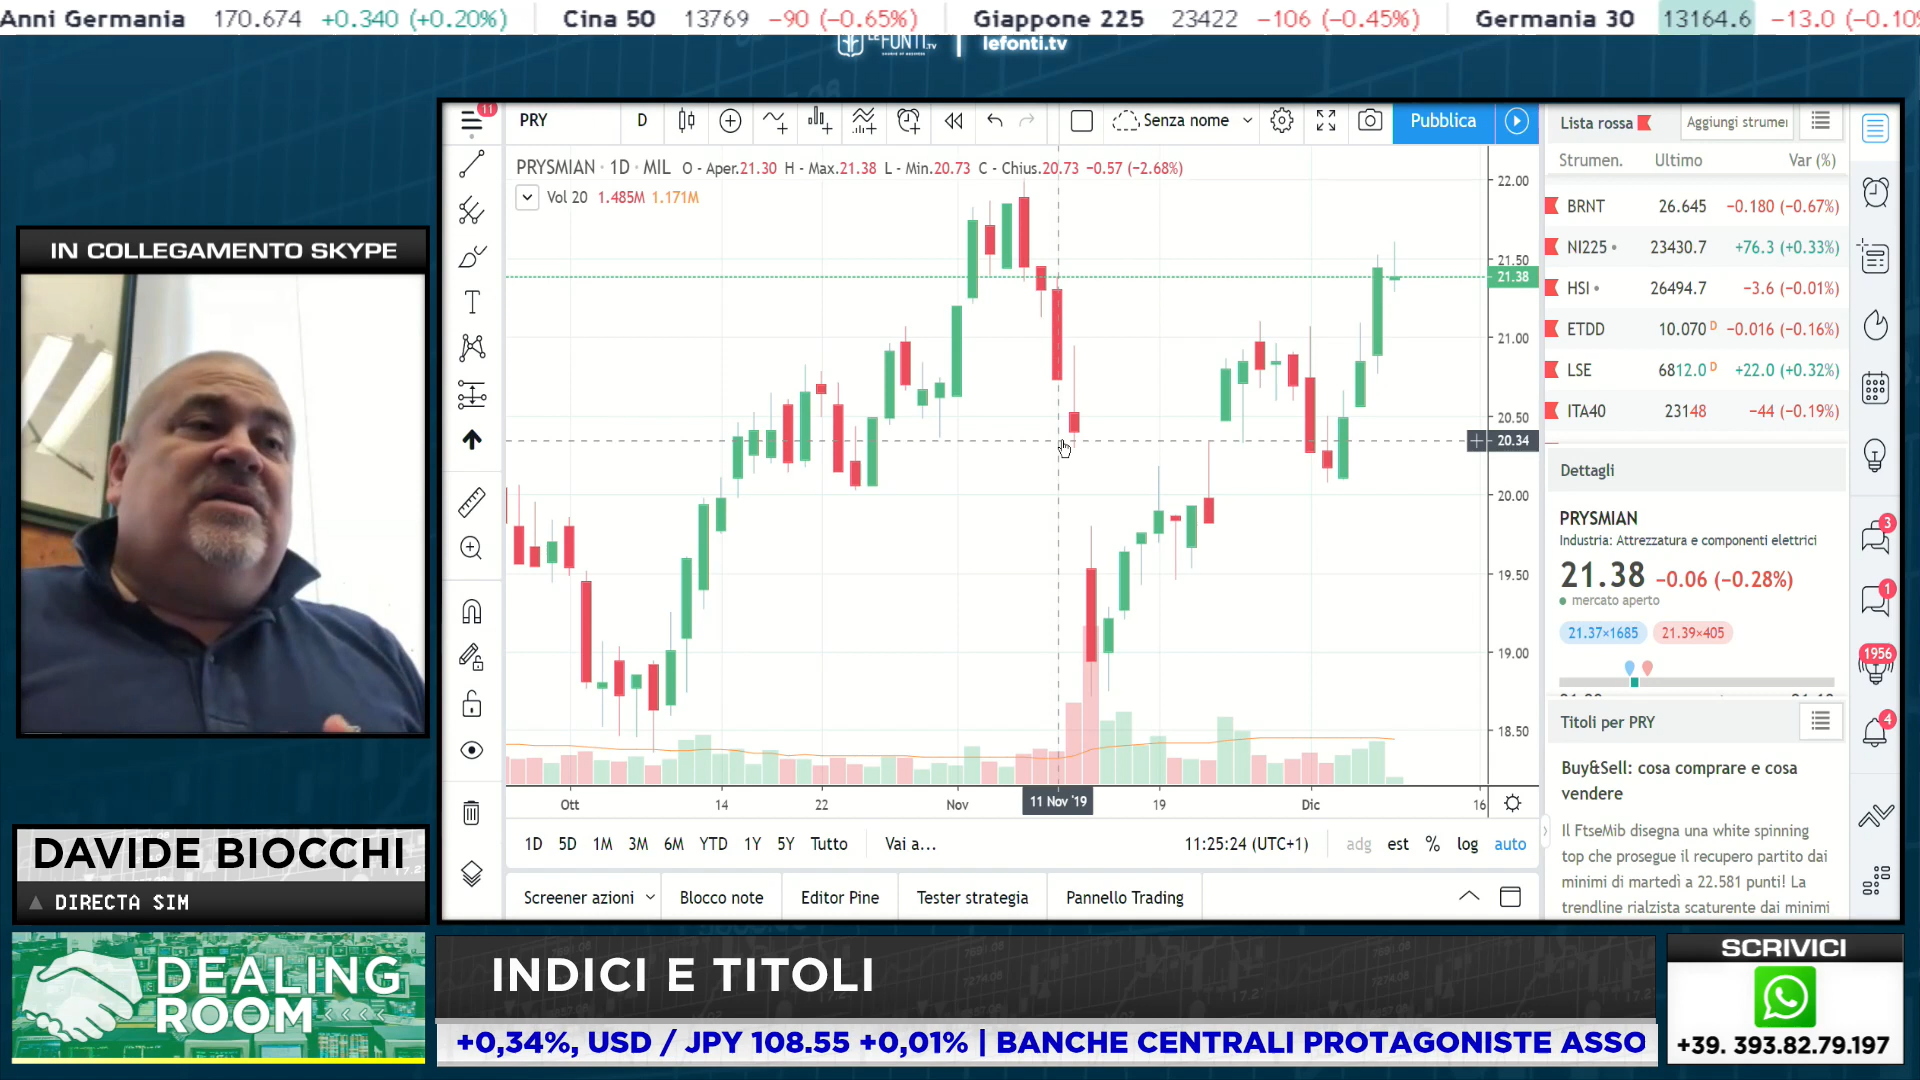 Anni Germania 170.674 +0.340 (+0.20%) Cina 50 13769 −90 (−0.65%) Giappone 225 23422 −106 (−0.45%) Germania 30 13164.6 −13.0 (−0.10%
LEFONTI.TV | lefonti.tv
IN COLLEGAMENTO SKYPE
11
PRY D Senza nome Pubblica
PRYSMIAN · 1D · MIL O - Aper.21.30 H - Max.21.38 L - Min.20.73 C - Chius.20.73 −0.57 (−2.68%)
Vol 20 1.485M 1.171M
22.00
21.50
21.38
21.00
20.50
20.34
20.00
19.50
19.00
18.50
Ott 14 22 Nov 11 Nov '19 19 Dic 16
1D 5D 1M 3M 6M YTD 1Y 5Y Tutto Vai a... 11:25:24 (UTC+1) adg est % log auto
Screener azioni Blocco note Editor Pine Tester strategia Pannello Trading
Lista rossa Aggiungi strumer
Strumen. Ultimo Var (%)
BRNT 26.645 −0.180 (−0.67%)
NI225 23430.7 +76.3 (+0.33%)
HSI 26494.7 −3.6 (−0.01%)
ETDD 10.070 D −0.016 (−0.16%)
LSE 6812.0 D +22.0 (+0.32%)
ITA40 23148 −44 (−0.19%)
Dettagli
PRYSMIAN
Industria: Attrezzatura e componenti elettrici
21.38 −0.06 (−0.28%)
mercato aperto
21.37×1685 21.39×405
Titoli per PRY
Buy&Sell: cosa comprare e cosa
vendere
Il FtseMib disegna una white spinning
top che prosegue il recupero partito dai
minimi di martedì a 22.581 punti! La
trendline rialzista scaturente dai minimi
3
1
1956
4
DAVIDE BIOCCHI
DIRECTA SIM
DEALING
ROOM
INDICI E TITOLI
+0,34%, USD / JPY 108.55 +0,01% | BANCHE CENTRALI PROTAGONISTE ASSO
SCRIVICI
+39. 393.82.79.197